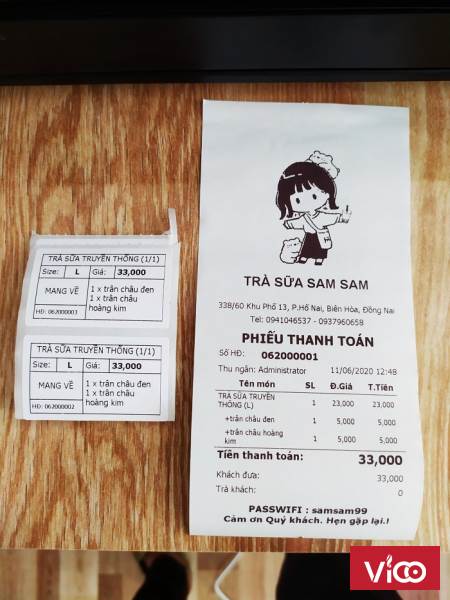 TRÀ SỮA TRUYỀN THỐNG (1/1)
Size: L Giá: 33,000
MANG VỀ
1 x trân châu đen
1 x trân châu
hoàng kim
HĐ: 062000003
TRÀ SỮA TRUYỀN THỐNG (1/1)
Size: L Giá: 33,000
MANG VỀ
1 x trân châu đen
1 x trân châu
hoàng kim
HĐ: 062000002
TRÀ SỮA SAM SAM
338/60 Khu Phố 13, P.Hố Nai, Biên Hòa, Đồng Nai
Tel: 0941046537 - 0937960658
PHIẾU THANH TOÁN
Số HĐ: 062000001
Thu ngân: Administrator 11/06/2020 12:48
Tên món SL Đ.Giá T.Tiền
TRÀ SỮA TRUYỀN
THỐNG (L) 1 23,000 23,000
+trân châu đen 1 5,000 5,000
+trân châu hoàng
kim 1 5,000 5,000
Tiền thanh toán: 33,000
Khách đưa: 33,000
Trả khách: 0
PASSWIFI : samsam99
Cảm ơn Quý khách. Hẹn gặp lại.!
Vico